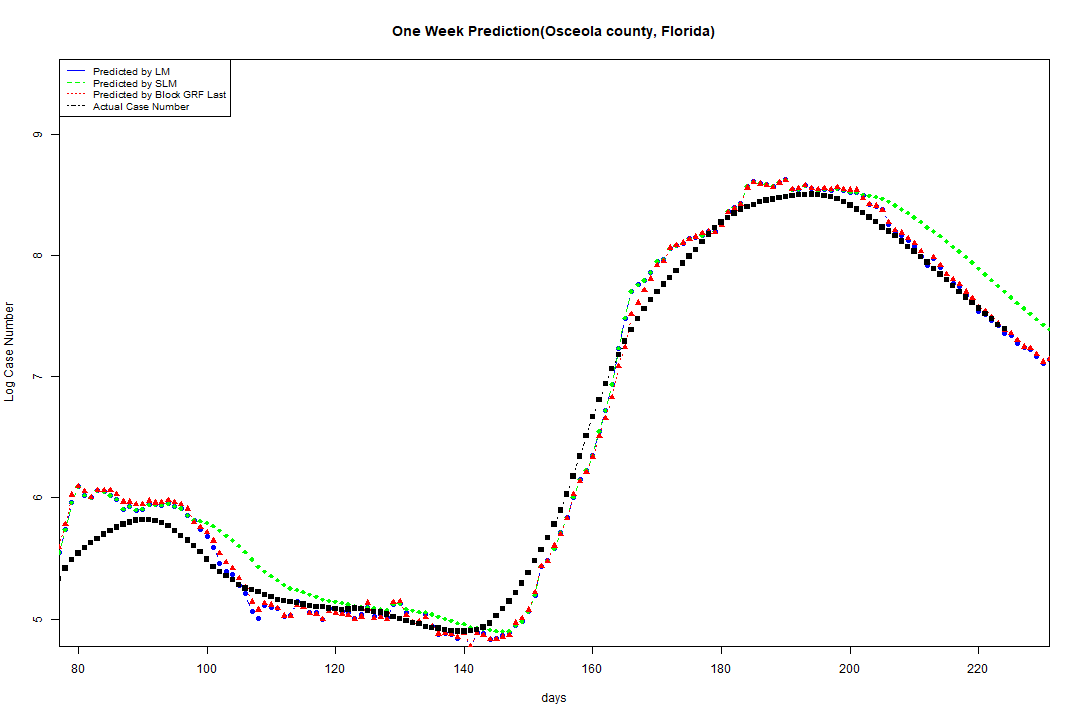 One Week Prediction(Osceola county, Florida)
Predicted by LM
Predicted by SLM
Predicted by Block GRF Last
Actual Case Number
9
8
7
6
5
Log Case Number
80 100 120 140 160 180 200 220
days